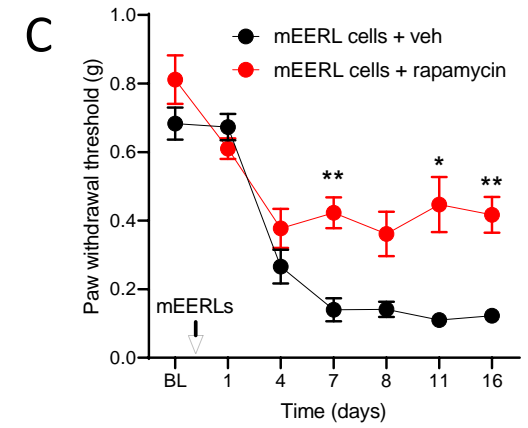 C
mEERL cells + veh
mEERL cells + rapamycin
Paw withdrawal threshold (g)
1.0
0.8
0.6
0.4
0.2
0.0
**
*
**
mEERLs
BL 1 4 7 8 11 16
Time (days)